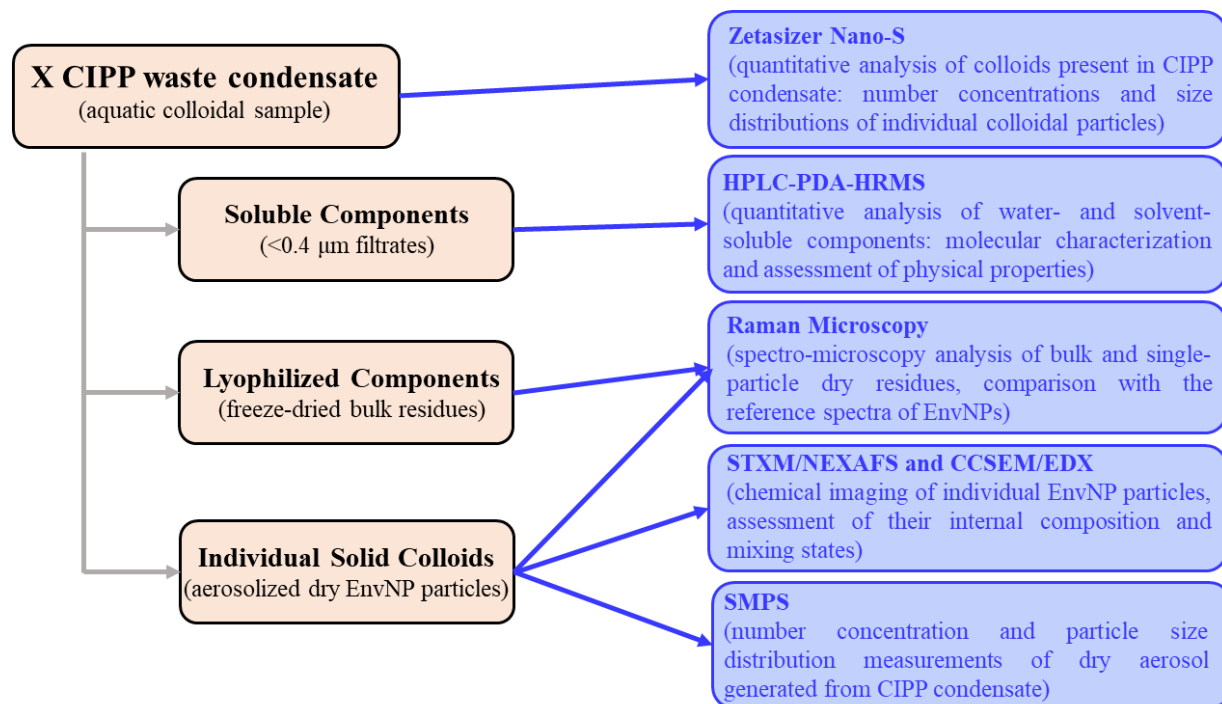 X CIPP waste condensate
(aquatic colloidal sample)
Soluble Components
(<0.4 μm filtrates)
Lyophilized Components
(freeze-dried bulk residues)
Individual Solid Colloids
(aerosolized dry EnvNP particles)
Zetasizer Nano-S
(quantitative analysis of colloids present in CIPP
condensate: number concentrations and size
distributions of individual colloidal particles)
HPLC-PDA-HRMS
(quantitative analysis of water- and solvent-
soluble components: molecular characterization
and assessment of physical properties)
Raman Microscopy
(spectro-microscopy analysis of bulk and single-
particle dry residues, comparison with the
reference spectra of EnvNPs)
STXM/NEXAFS and CCSEM/EDX
(chemical imaging of individual EnvNP particles,
assessment of their internal composition and
mixing states)
SMPS
(number concentration and particle size
distribution measurements of dry aerosol
generated from CIPP condensate)